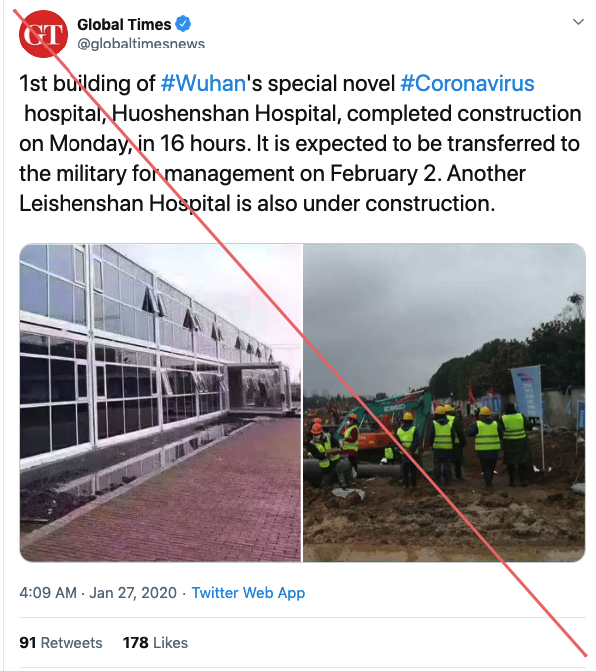 GT
Global Times
@globaltimesnews
1st building of #Wuhan's special novel #Coronavirus
hospital, Huoshenshan Hospital, completed construction
on Monday, in 16 hours. It is expected to be transferred to
the military for management on February 2. Another
Leishenshan Hospital is also under construction.
4:09 AM · Jan 27, 2020 · Twitter Web App
91 Retweets 178 Likes